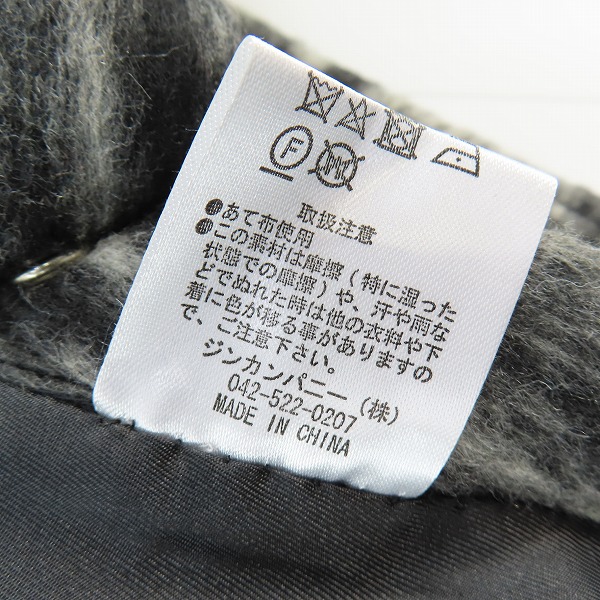 F
W
取扱注意
●あて布使用
●この素材は摩擦(特に湿った
状態での摩擦)や、汗や雨な
どでぬれた時は他の衣料や下
着に色が移る事がありますの
で、ご注意下さい。
ジンカンパニー(株)
042-522-0207
MADE IN CHINA